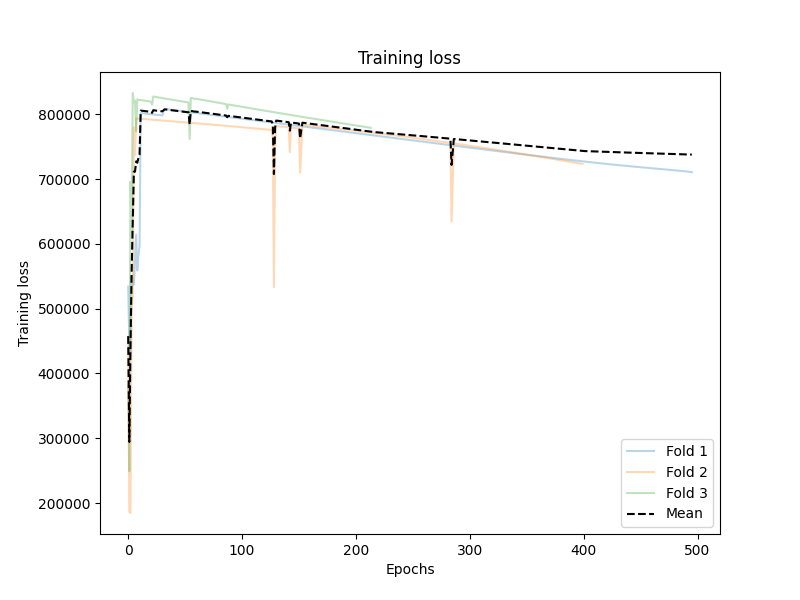 Training loss
Training loss
800000
700000
600000
500000
400000
300000
200000
0
100
200
300
400
500
Epochs
Fold 1
Fold 2
Fold 3
Mean